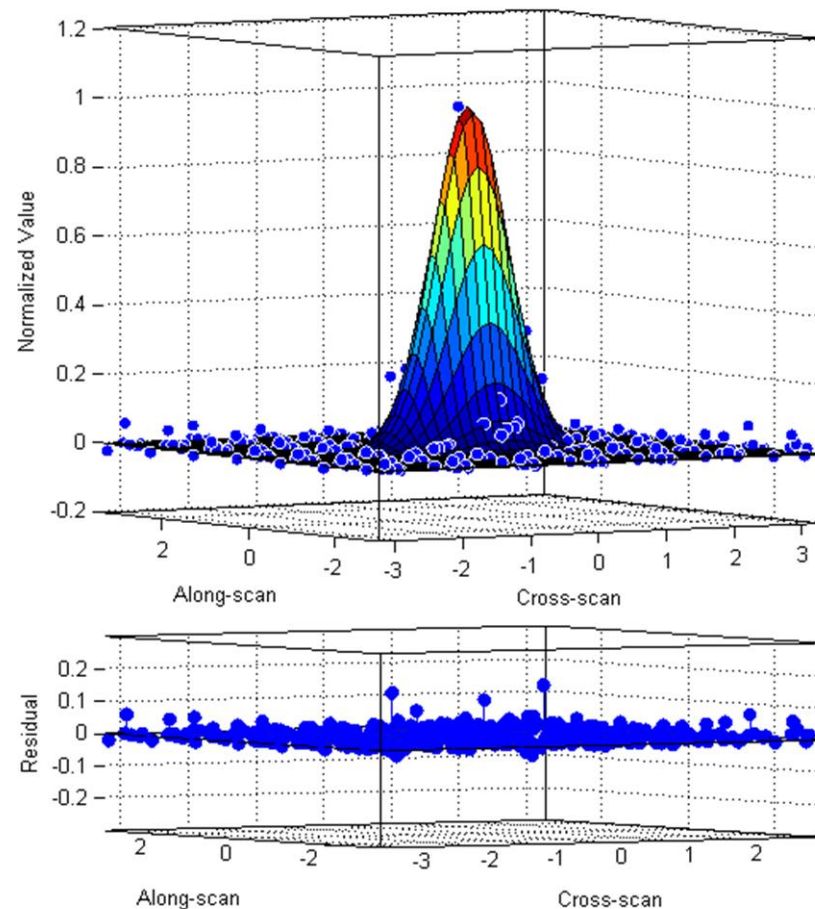 1.2
1
0.8
0.6
0.4
0.2
0
-0.2
Normalized Value
2 0 -2 -3 -2 -1 0 1 2 3
Along-scan Cross-scan
0.2
0.1
0
-0.1
-0.2
Residual
2 0 -2 -3 -2 -1 0 1 2
Along-scan Cross-scan